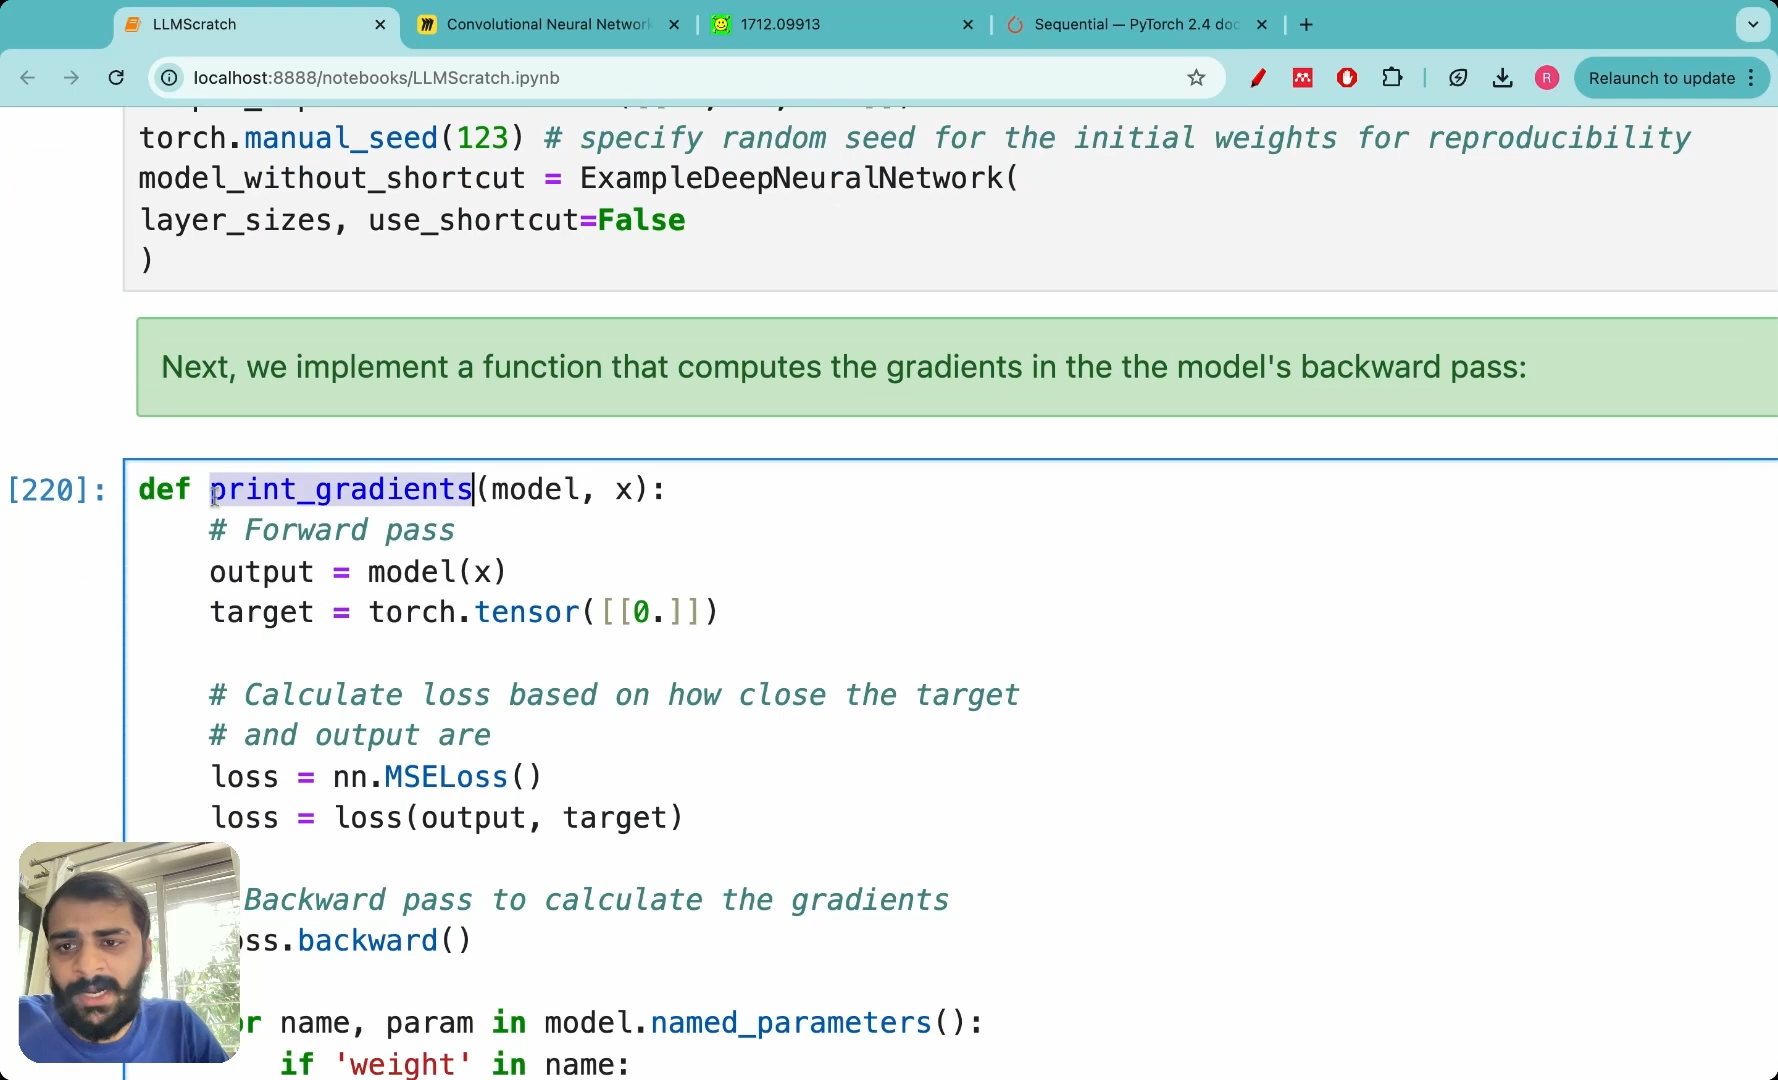 LLMScratch
Convolutional Neural Network
1712.09913
Sequential — PyTorch 2.4 doc
localhost:8888/notebooks/LLMScratch.ipynb
R
Relaunch to update
torch.manual_seed(123) # specify random seed for the initial weights for reproducibility
model_without_shortcut = ExampleDeepNeuralNetwork(
layer_sizes, use_shortcut=False
)
Next, we implement a function that computes the gradients in the the model's backward pass:
[220]:
def print_gradients(model, x):
# Forward pass
output = model(x)
target = torch.tensor([[0.]])
# Calculate loss based on how close the target
# and output are
loss = nn.MSELoss()
loss = loss(output, target)
Backward pass to calculate the gradients
ss.backward()
r name, param in model.named_parameters():
if 'weight' in name: